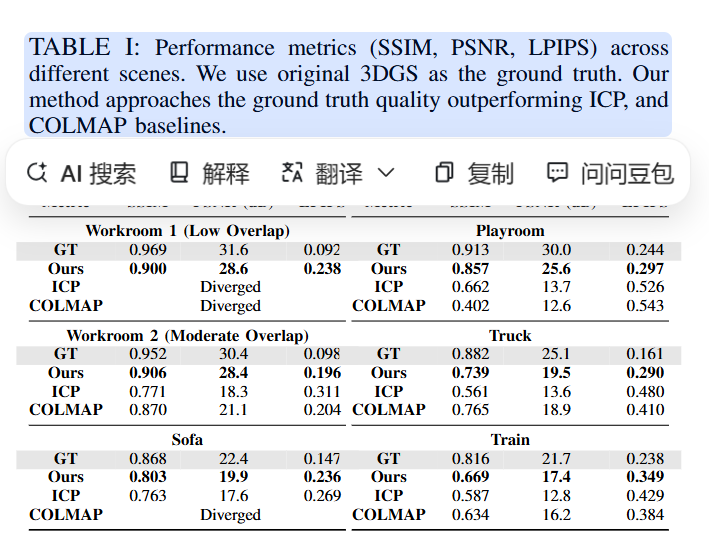 TABLE I: Performance metrics (SSIM, PSNR, LPIPS) across
different scenes. We use original 3DGS as the ground truth. Our
method approaches the ground truth quality outperforming ICP, and
COLMAP baselines.
AI 搜索 解释 翻译 复制 问问豆包
Workroom 1 (Low Overlap) Playroom
GT 0.969 31.6 0.092 GT 0.913 30.0 0.244
Ours 0.900 28.6 0.238 Ours 0.857 25.6 0.297
ICP Diverged ICP 0.662 13.7 0.526
COLMAP Diverged COLMAP 0.402 12.6 0.543
Workroom 2 (Moderate Overlap) Truck
GT 0.952 30.4 0.098 GT 0.882 25.1 0.161
Ours 0.906 28.4 0.196 Ours 0.739 19.5 0.290
ICP 0.771 18.3 0.311 ICP 0.561 13.6 0.480
COLMAP 0.870 21.1 0.204 COLMAP 0.765 18.9 0.410
Sofa Train
GT 0.868 22.4 0.147 GT 0.816 21.7 0.238
Ours 0.803 19.9 0.236 Ours 0.669 17.4 0.349
ICP 0.763 17.6 0.269 ICP 0.587 12.8 0.429
COLMAP Diverged COLMAP 0.634 16.2 0.384